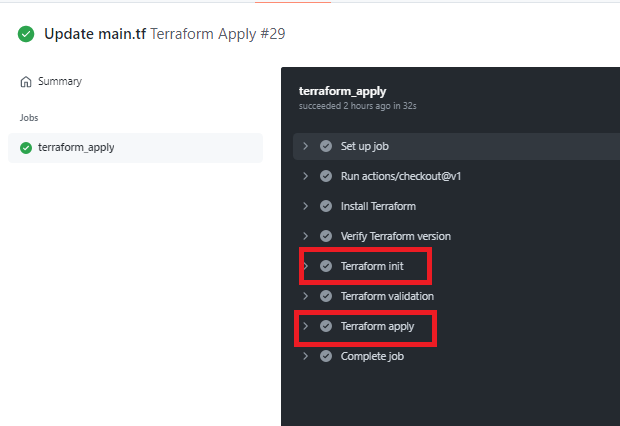 Update main.tf Terraform Apply #29
Summary
Jobs
terraform_apply
terraform_apply
succeeded 2 hours ago in 32s
Set up job
Run actions/checkout@v1
Install Terraform
Verify Terraform version
Terraform init
Terraform validation
Terraform apply
Complete job